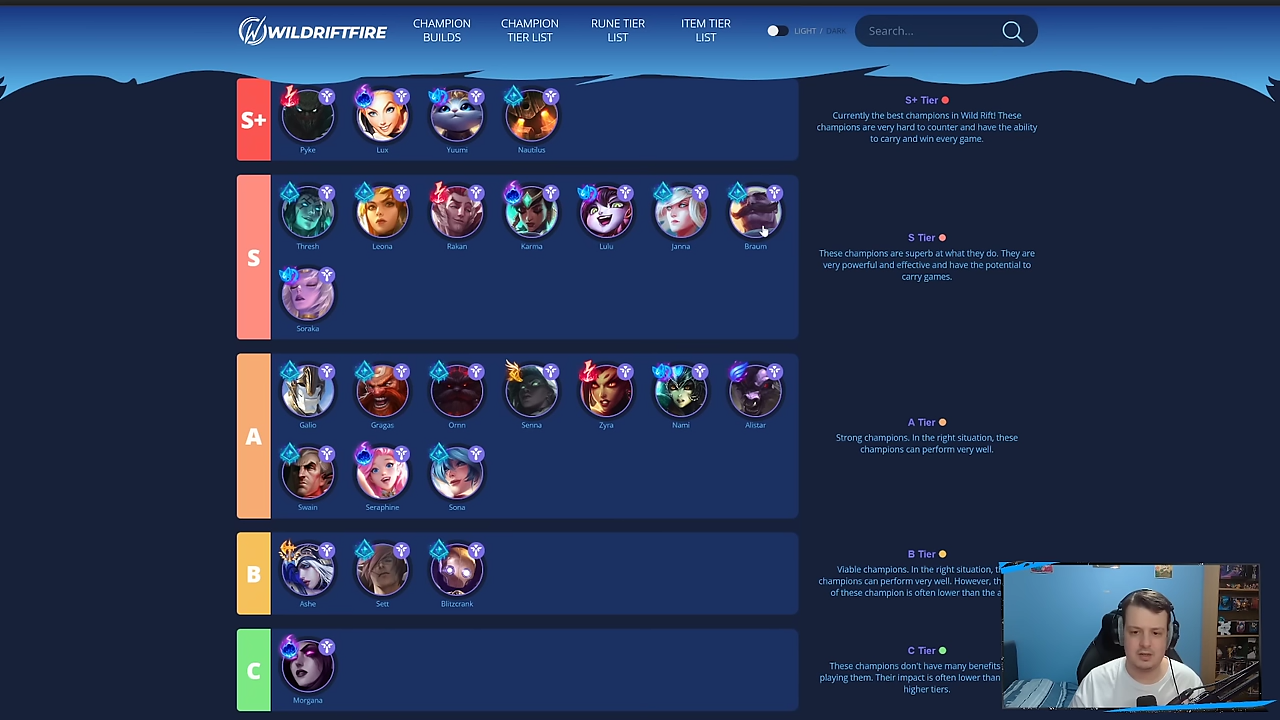 WILDRIFTFIRE
CHAMPION
BUILDS
CHAMPION
TIER LIST
RUNE TIER
LIST
ITEM TIER
LIST
LIGHT / DARK
Search...
S+
Pyke
Lux
Yuumi
Nautilus
S+ Tier
Currently the best champions in Wild Rift! These
champions are very hard to counter and have the ability
to carry and win every game.
S
Thresh
Leona
Rakan
Karma
Lulu
Janna
Braum
Soraka
S Tier
These champions are superb at what they do. They are
very powerful and effective and have the potential to
carry games.
A
Galio
Gragas
Ornn
Senna
Zyra
Nami
Alistar
Swain
Seraphine
Sona
A Tier
Strong champions. In the right situation, these
champions can perform very well.
B
Ashe
Sett
Blitzcrank
B Tier
Viable champions. In the right situation,
champions can perform very well. However,
of these champion is often lower than the
C
Morgana
C Tier
These champions don't have many benefits
playing them. Their impact is often lower than
higher tiers.